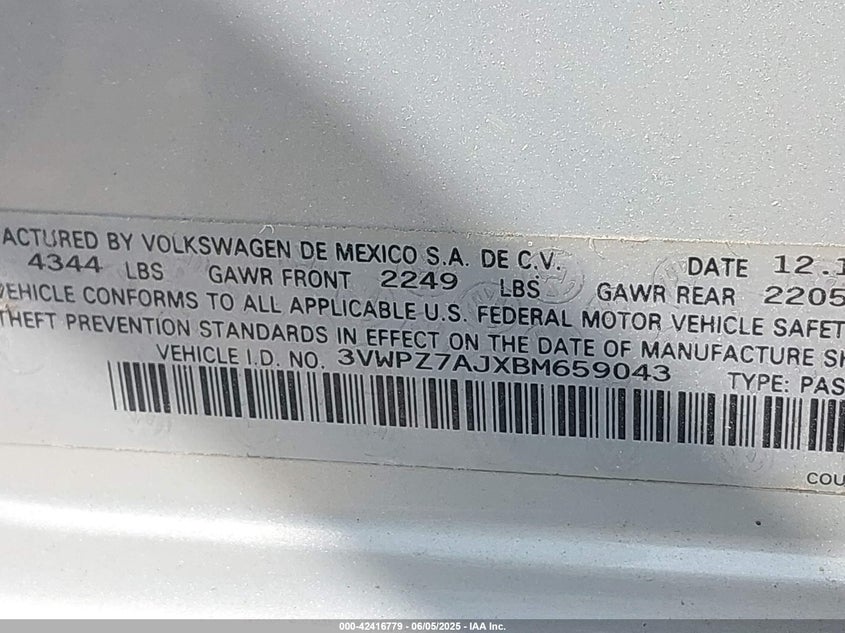 ACTURED BY VOLKSWAGEN DE MEXICO S.A. DE C.V. DATE 12.1
4344 LBS GAWR FRONT 2249 LBS GAWR REAR 2205
VEHICLE CONFORMS TO ALL APPLICABLE U.S. FEDERAL MOTOR VEHICLE SAFET
THEFT PREVENTION STANDARDS IN EFFECT ON THE DATE OF MANUFACTURE SH
VEHICLE I.D. NO. 3VWPZ7AJXBM659043 TYPE: PAS
COU
000-42416779 - 06/05/2025 - IAA Inc.